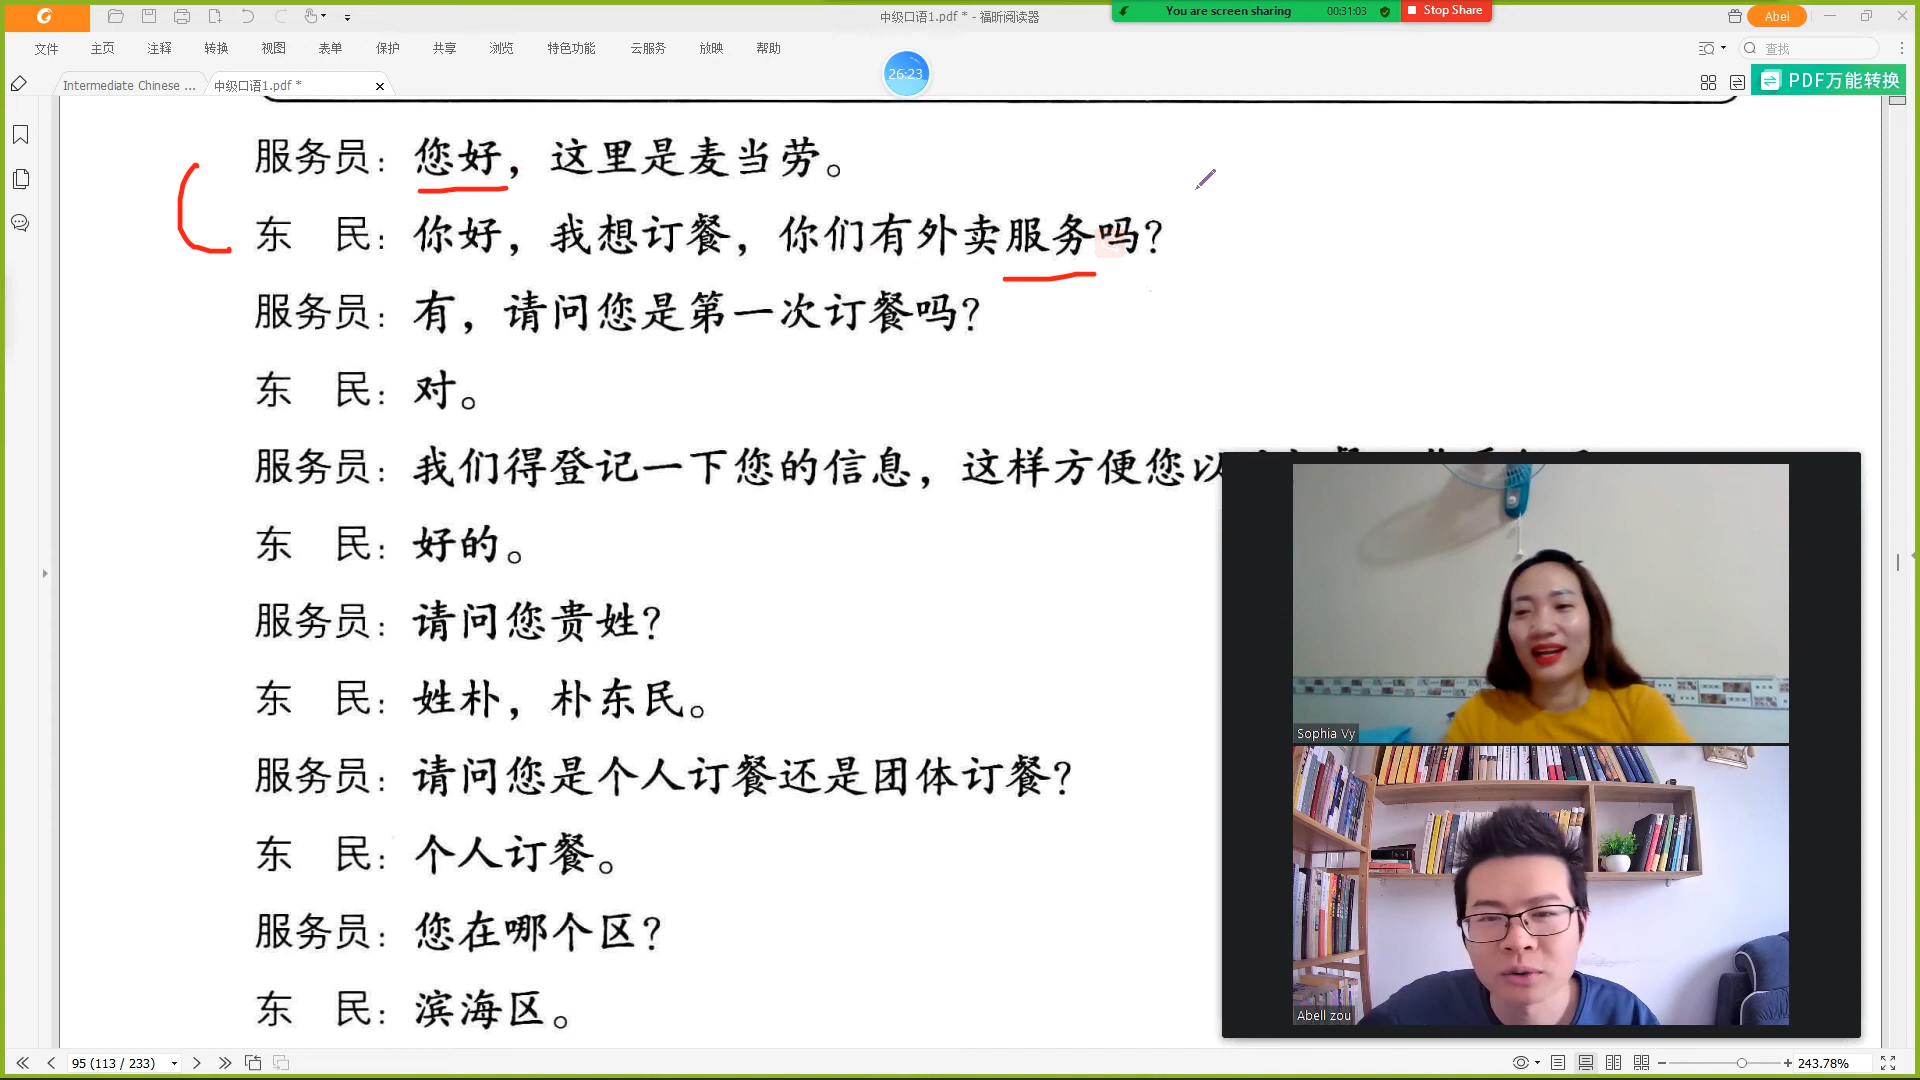 中级口语1.pdf * - 福昕阅读器
You are screen sharing
00:31:03
Stop Share
Abel
文件 主页 注释 转换 视图 表单 保护 共享 浏览 特色功能 云服务 放映 帮助
查找
Intermediate Chinese ...
中级口语1.pdf *
26:23
PDF万能转换
服务员：您好，这里是麦当劳。
东 民：你好，我想订餐，你们有外卖服务吗？
服务员：有，请问您是第一次订餐吗？
东 民：对。
服务员：我们得登记一下您的信息，这样方便您以
东 民：好的。
服务员：请问您贵姓？
东 民：姓朴，朴东民。
服务员：请问您是个人订餐还是团体订餐？
东 民：个人订餐。
服务员：您在哪个区？
东 民：滨海区。
Sophia Vy
Abell zou
95 (113 / 233)
243.78%